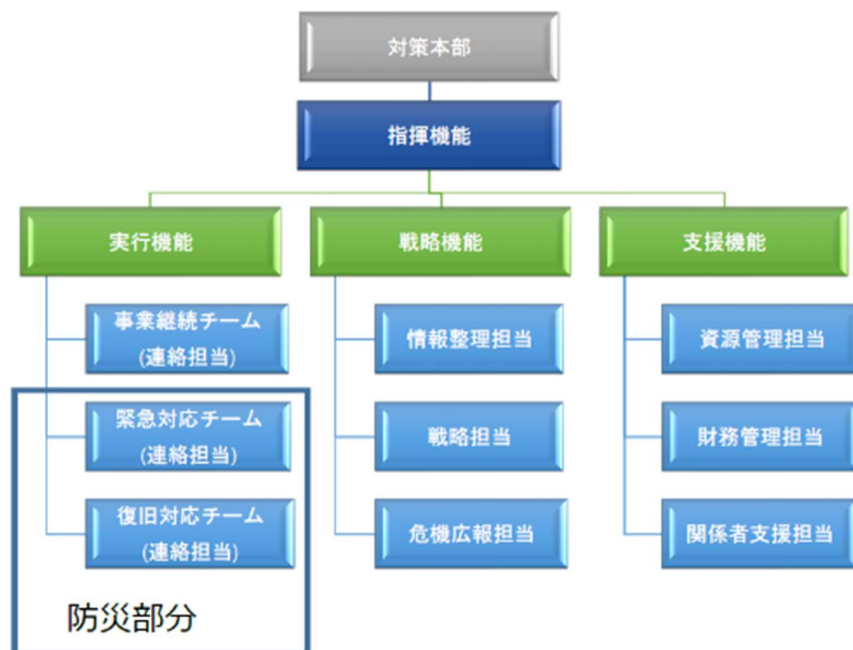 対策本部
指揮機能
実行機能
戦略機能
支援機能
事業継続チーム
(連絡担当)
情報整理担当
資源管理担当
緊急対応チーム
(連絡担当)
戦略担当
財務管理担当
復旧対応チーム
(連絡担当)
危機広報担当
関係者支援担当
防災部分